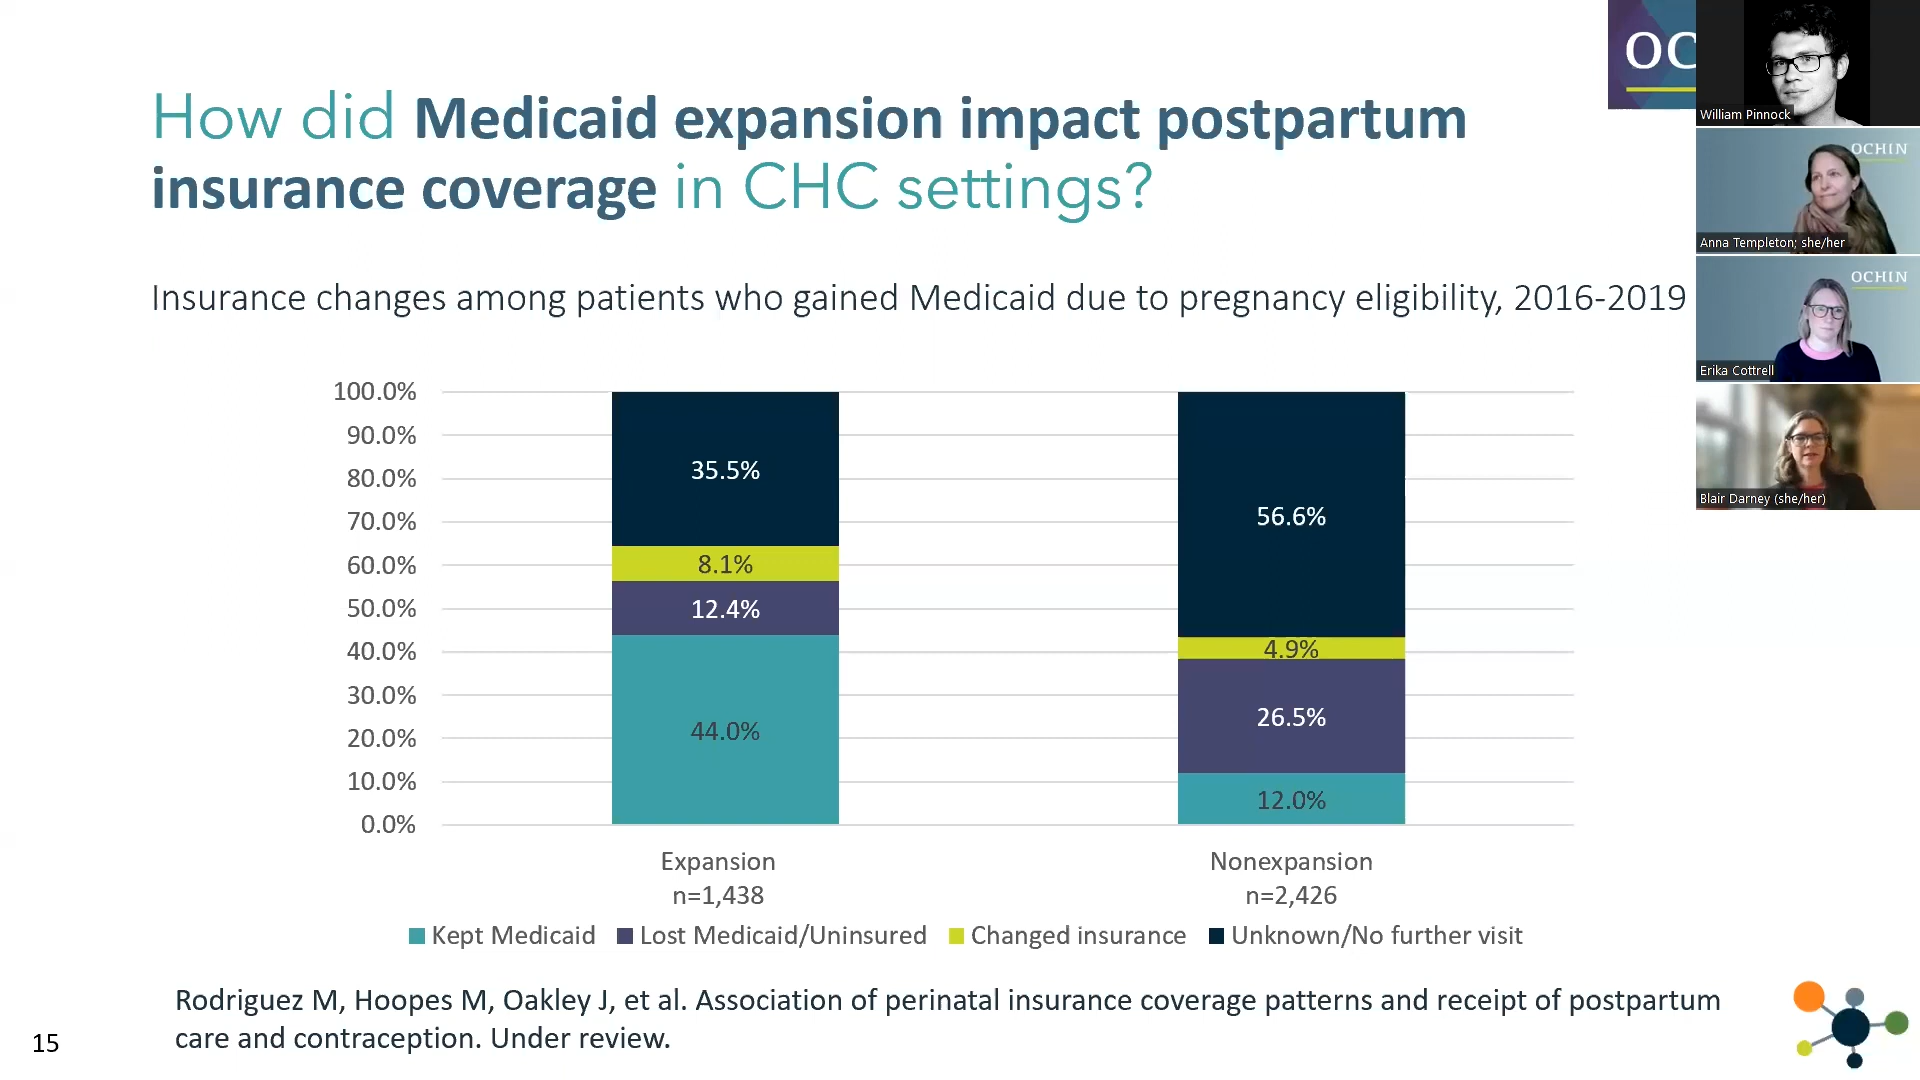 How did Medicaid expansion impact postpartum
insurance coverage in CHC settings?
Insurance changes among patients who gained Medicaid due to pregnancy eligibility, 2016-2019
100.0%
90.0%
80.0%
70.0%
60.0%
50.0%
40.0%
30.0%
20.0%
10.0%
0.0%
35.5%
8.1%
12.4%
44.0%
56.6%
4.9%
26.5%
12.0%
Expansion
n=1,438
Nonexpansion
n=2,426
Kept Medicaid
Lost Medicaid/Uninsured
Changed insurance
Unknown/No further visit
Rodriguez M, Hoopes M, Oakley J, et al. Association of perinatal insurance coverage patterns and receipt of postpartum
care and contraception. Under review.
15
OC
William Pinnock
OCHIN
Anna Templeton; she/her
OCHIN
Erika Cottrell
Blair Darney (she/her)